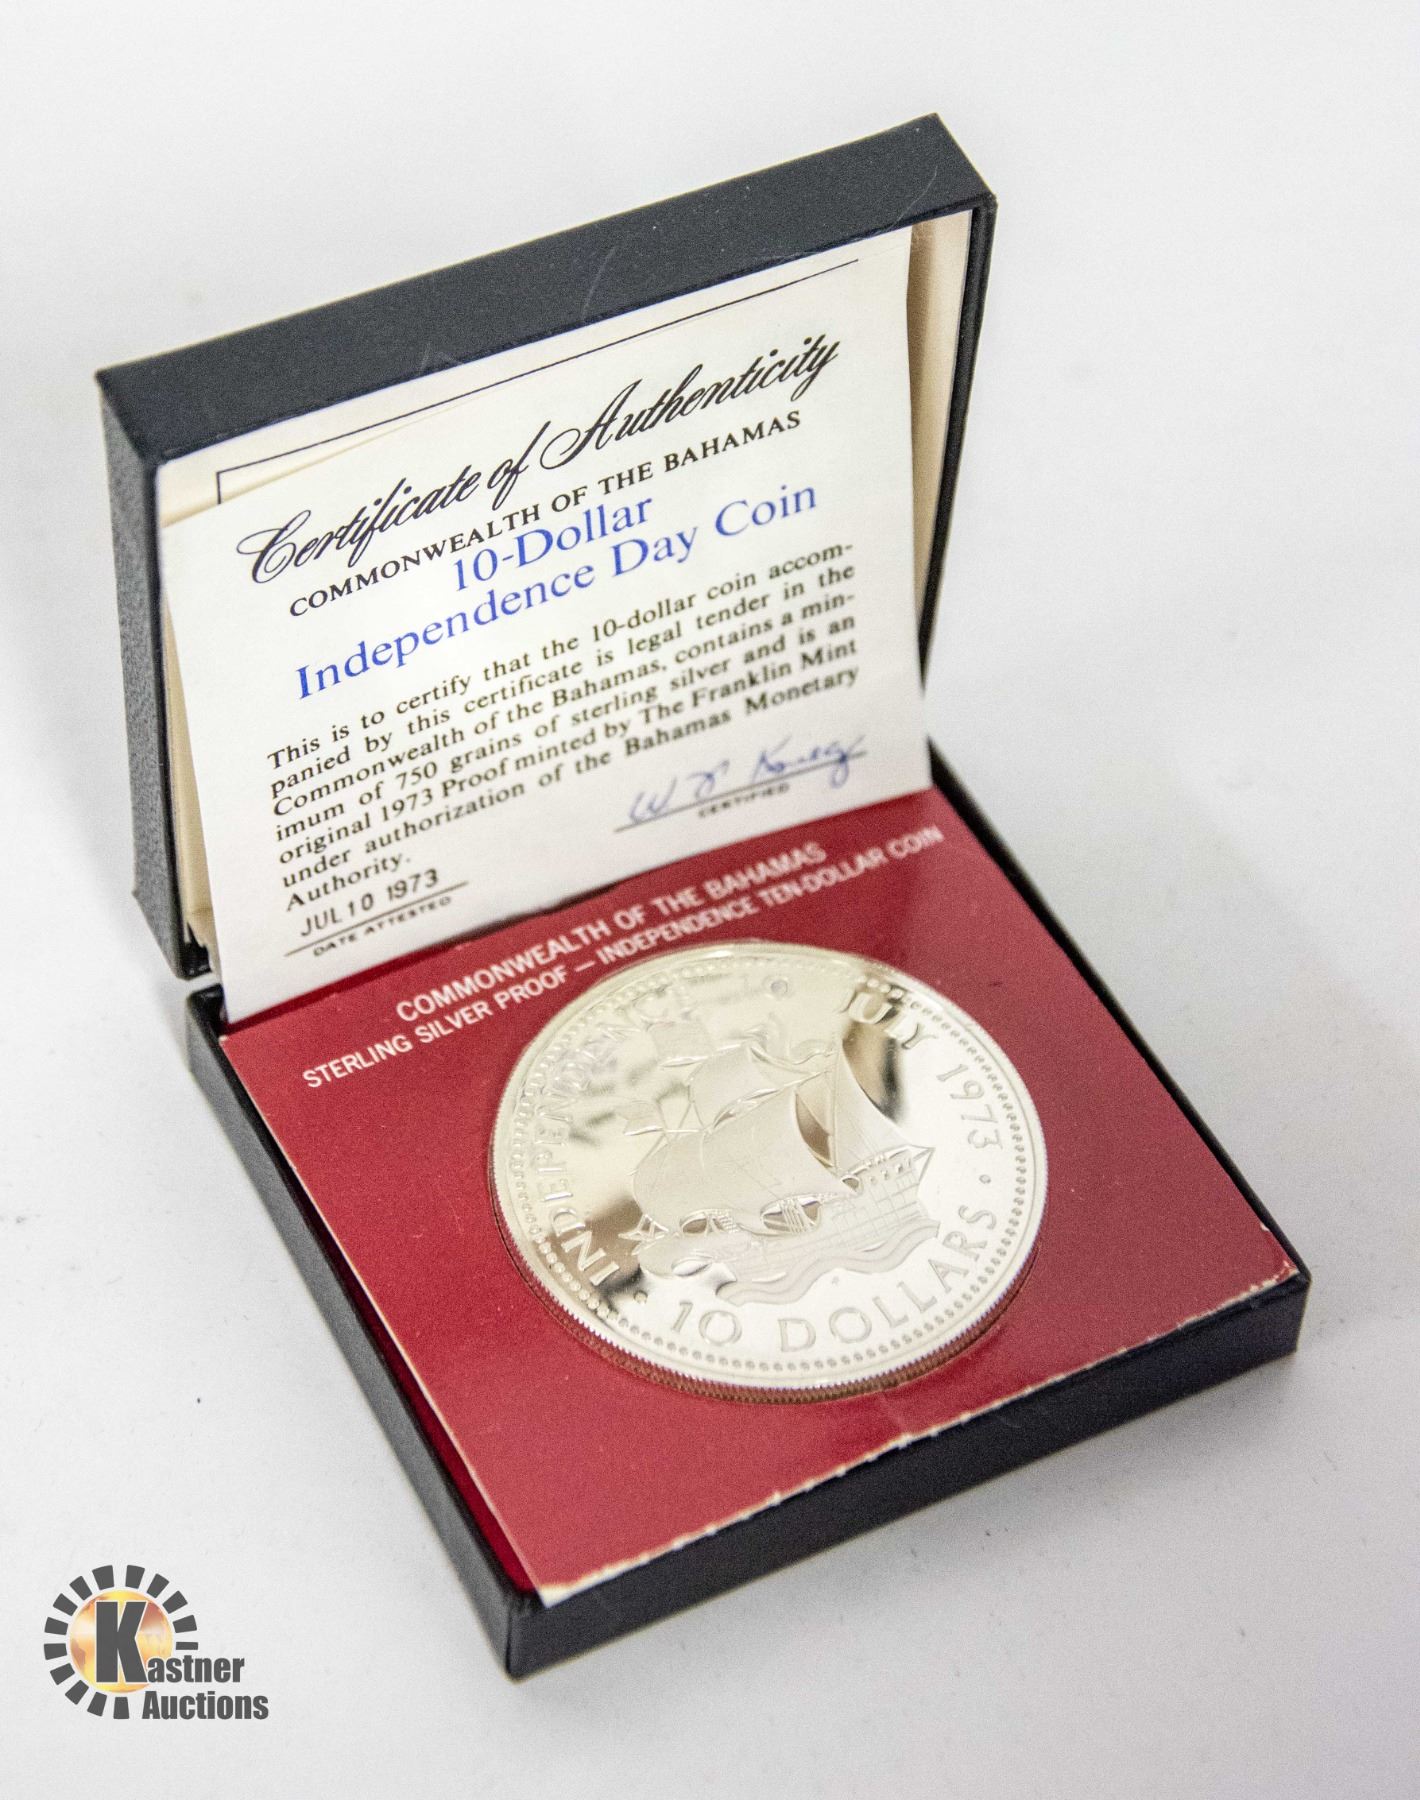 Certificate of Authenticity
COMMONWEALTH OF THE BAHAMAS
10-Dollar
Independence Day Coin
This is to certify that the 10-dollar coin accom-
panied by this certificate is legal tender in the
Commonwealth of the Bahamas, contains a min-
imum of 750 grains of sterling silver and is an
original 1973 Proof minted by The Franklin Mint
under authorization of the Bahamas Monetary
Authority.
JUL 10 1973
DATE ATTESTED
CERTIFIED
COMMONWEALTH OF THE BAHAMAS
STERLING SILVER PROOF — INDEPENDENCE TEN-DOLLAR COIN
INDEPENDENCE • JULY 1973 •
10 DOLLARS
Kastner
Auctions